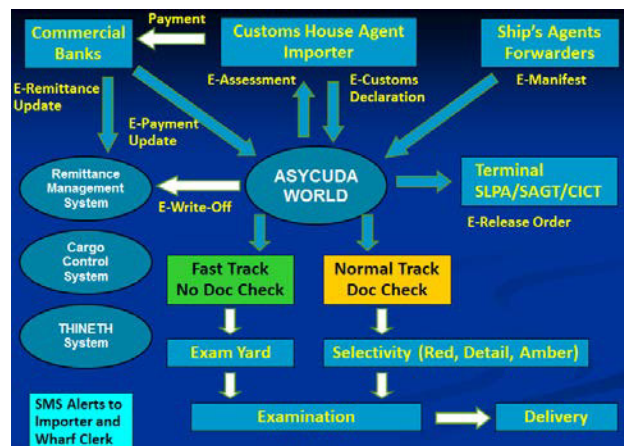 Commercial
Banks
Payment
Customs House Agent
Importer
Ship's Agents
Forwarders
E-Remittance
Update
E-Assessment
E-Customs
Declaration
E-Manifest
E-Payment
Update
Remittance
Management
System
ASYCUDA
WORLD
Terminal
SLPA/SAGT/CICT
E-Write-Off
E-Release Order
Cargo
Control
System
Fast Track
No Doc Check
Normal Track
Doc Check
THINETH
System
Exam Yard
Selectivity (Red, Detail, Amber)
SMS Alerts to
Importer and
Wharf Clerk
Examination
Delivery